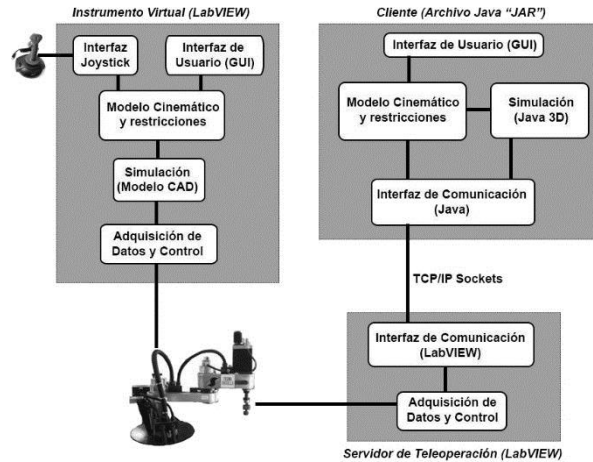 Instrumento Virtual (LabVIEW)
Interfaz
Joystick
Interfaz de
Usuario (GUI)
Modelo Cinemático
y restricciones
Simulación
(Modelo CAD)
Adquisición de
Datos y Control
Cliente (Archivo Java “JAR”)
Interfaz de Usuario (GUI)
Modelo Cinemático
y restricciones
Simulación
(Java 3D)
Interfaz de Comunicación
(Java)
TCP/IP Sockets
Interfaz de Comunicación
(LabVIEW)
Adquisición de
Datos y Control
Servidor de Teleoperación (LabVIEW)